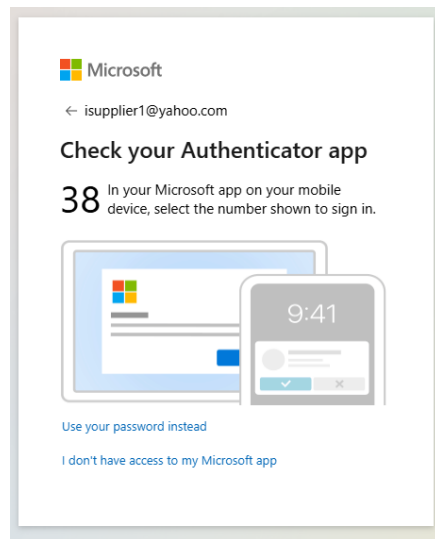 Microsoft
← isupplier1@yahoo.com
Check your Authenticator app
38
In your Microsoft app on your mobile
device, select the number shown to sign in.
9:41
Use your password instead
I don't have access to my Microsoft app